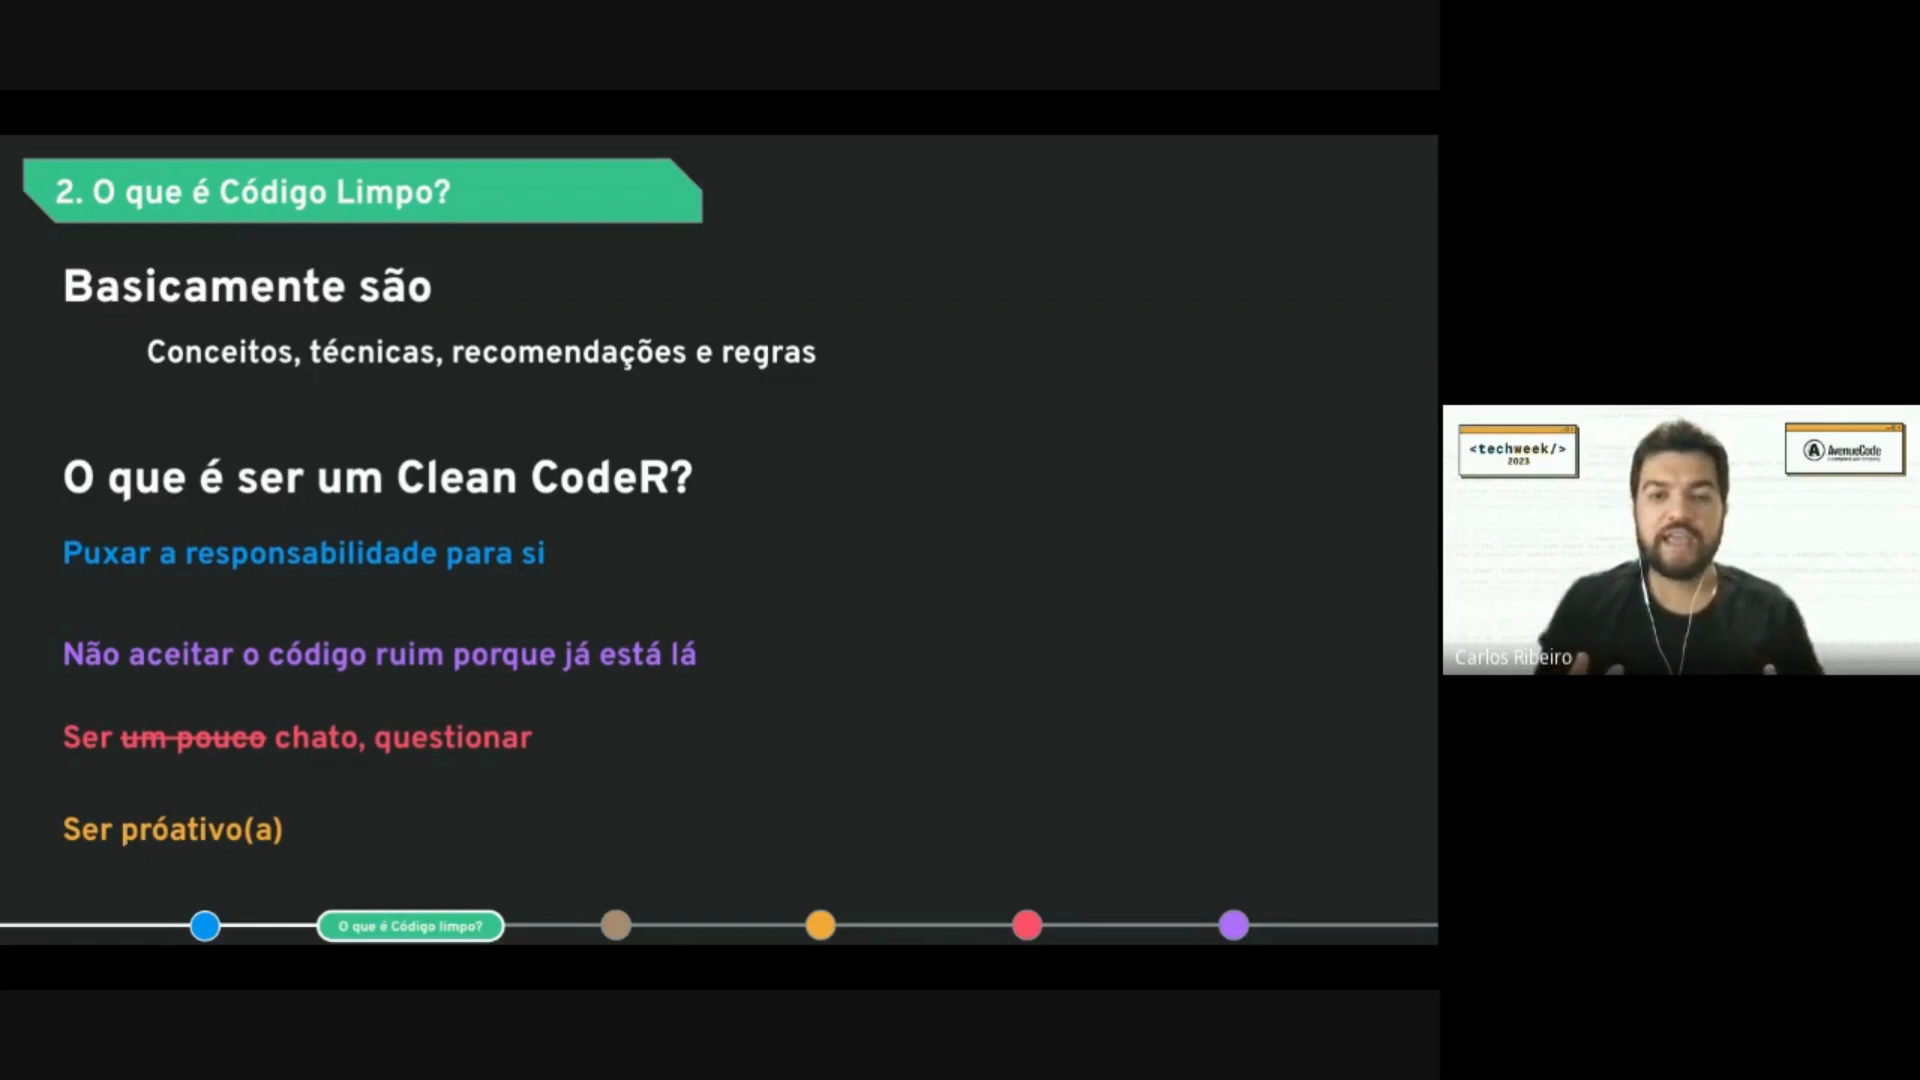 2. O que é Código Limpo?
Basicamente são
Conceitos, técnicas, recomendações e regras
O que é ser um Clean CodeR?
Puxar a responsabilidade para si
Não aceitar o código ruim porque já está lá
Ser um pouco chato, questionar
Ser próativo(a)
O que é Código limpo?
<techweek/>
2023
AvenueCode
Carlos Ribeiro